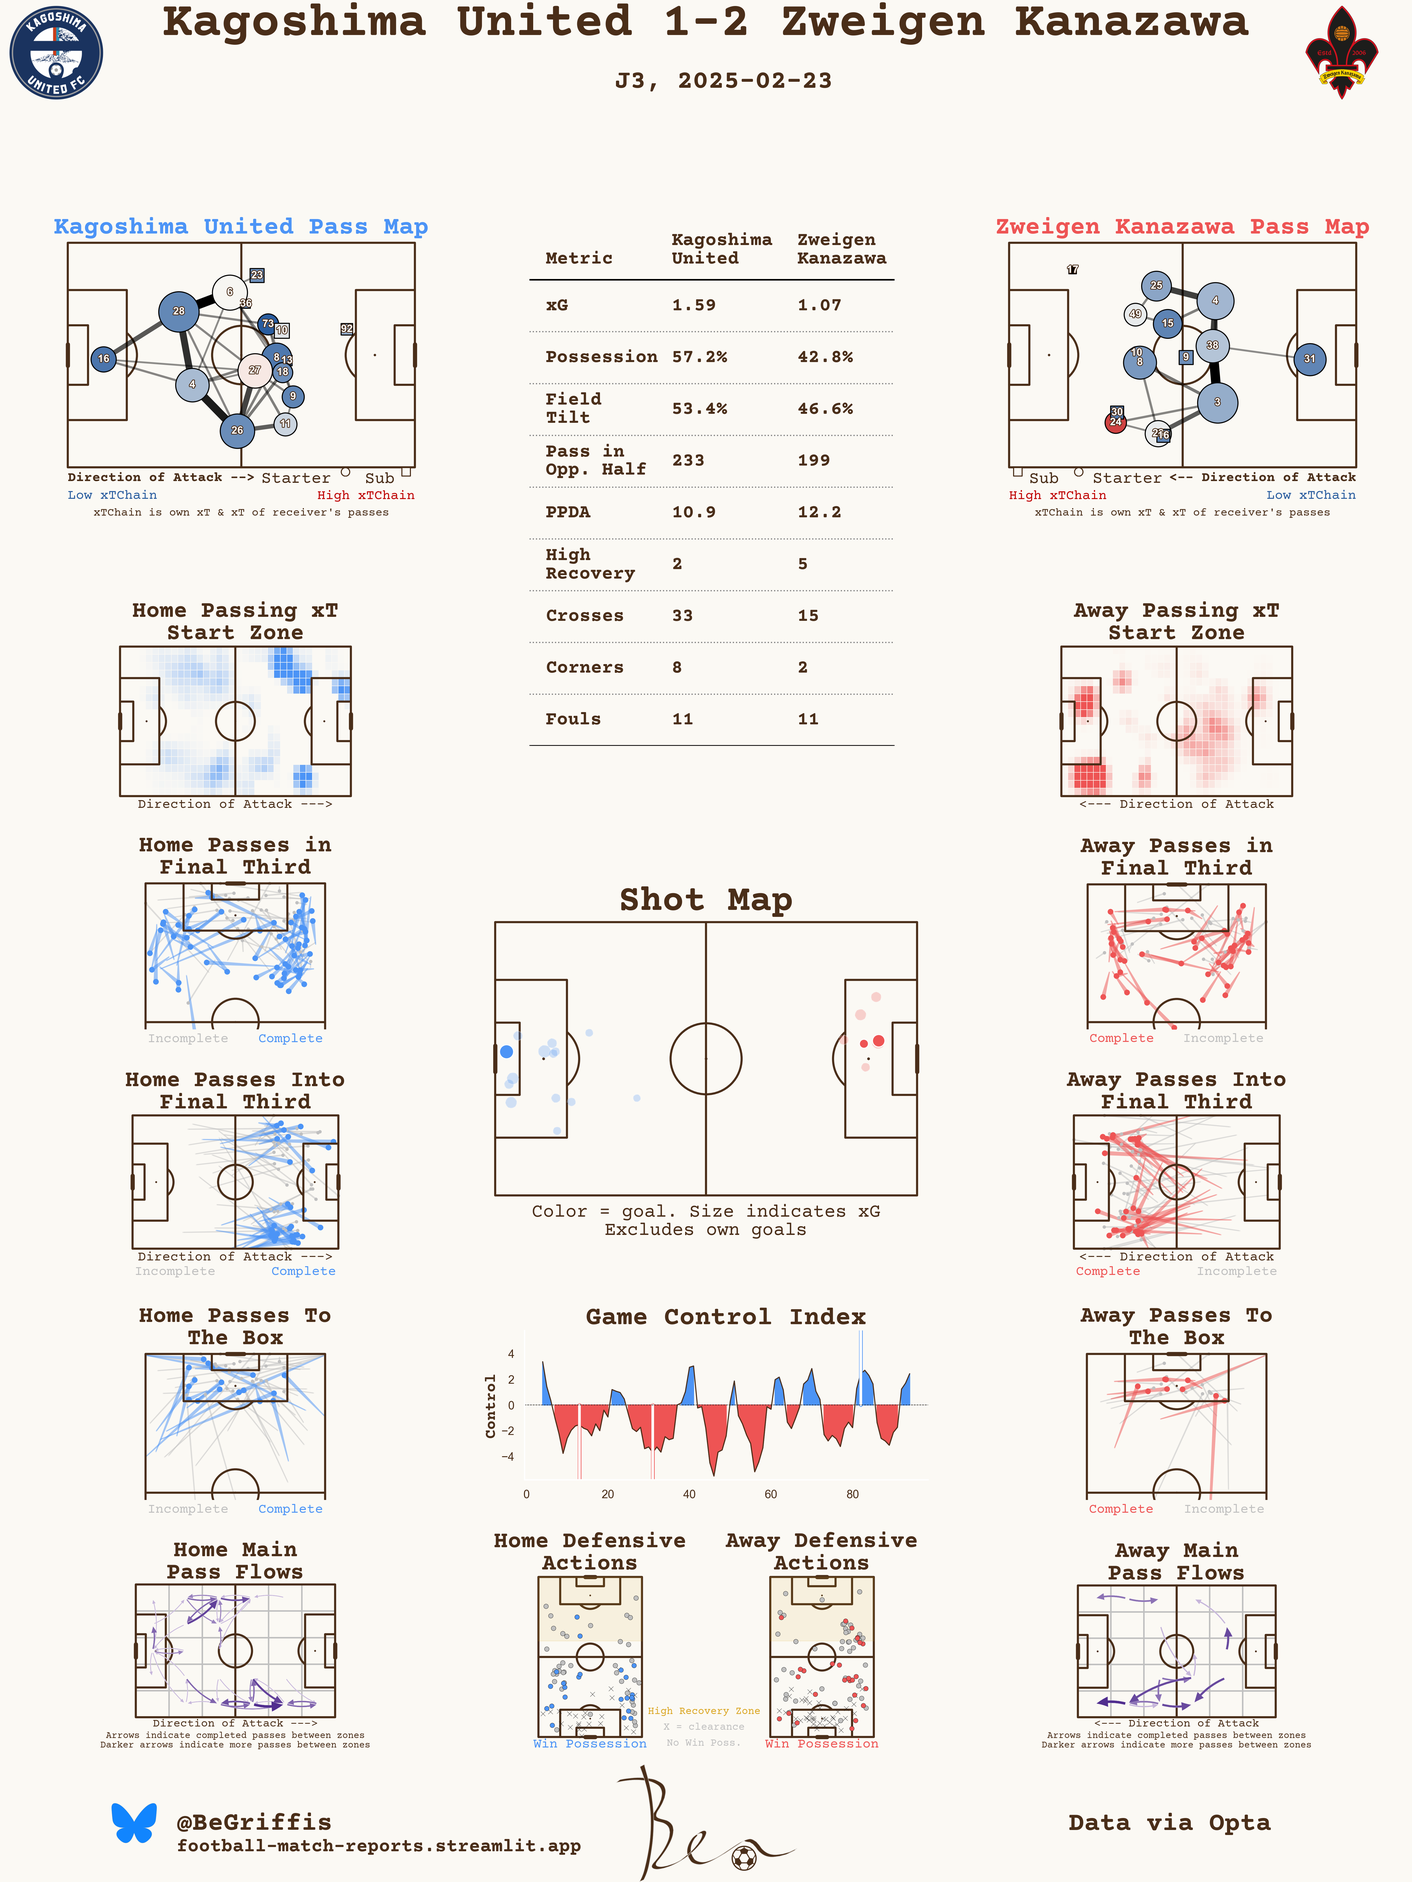 Kagoshima United 1-2 Zweigen Kanazawa
J3, 2025-02-23
KAGOSHIMA
UNITED FC
Estd 2006
Zweigen Kanazawa
Kagoshima United Pass Map
23
6
36
28
73
10
92
16
8
13
27
18
4
9
11
26
Direction of Attack --> Starter Sub
Low xTChain High xTChain
xTChain is own xT & xT of receiver's passes
Metric Kagoshima United Zweigen Kanazawa
xG 1.59 1.07
Possession 57.2% 42.8%
Field Tilt 53.4% 46.6%
Pass in Opp. Half 233 199
PPDA 10.9 12.2
High Recovery 2 5
Crosses 33 15
Corners 8 2
Fouls 11 11
Zweigen Kanazawa Pass Map
17
25
4
49
15
38
10
8
9
31
3
30
24
16
Sub Starter <-- Direction of Attack
High xTChain Low xTChain
xTChain is own xT & xT of receiver's passes
Home Passing xT
Start Zone
Direction of Attack --->
Away Passing xT
Start Zone
<--- Direction of Attack
Home Passes in
Final Third
Incomplete Complete
Away Passes in
Final Third
Complete Incomplete
Shot Map
Color = goal. Size indicates xG
Excludes own goals
Home Passes Into
Final Third
Direction of Attack --->
Incomplete Complete
Away Passes Into
Final Third
<--- Direction of Attack
Complete Incomplete
Home Passes To
The Box
Incomplete Complete
Game Control Index
Control
4
2
0
−2
−4
0 20 40 60 80
Away Passes To
The Box
Complete Incomplete
Home Main
Pass Flows
Direction of Attack --->
Arrows indicate completed passes between zones
Darker arrows indicate more passes between zones
Home Defensive
Actions
Win Possession
Away Defensive
Actions
Win Possession
High Recovery Zone
X = clearance
No Win Poss.
Away Main
Pass Flows
<--- Direction of Attack
Arrows indicate completed passes between zones
Darker arrows indicate more passes between zones
@BeGriffis
football-match-reports.streamlit.app
Ben
Data via Opta